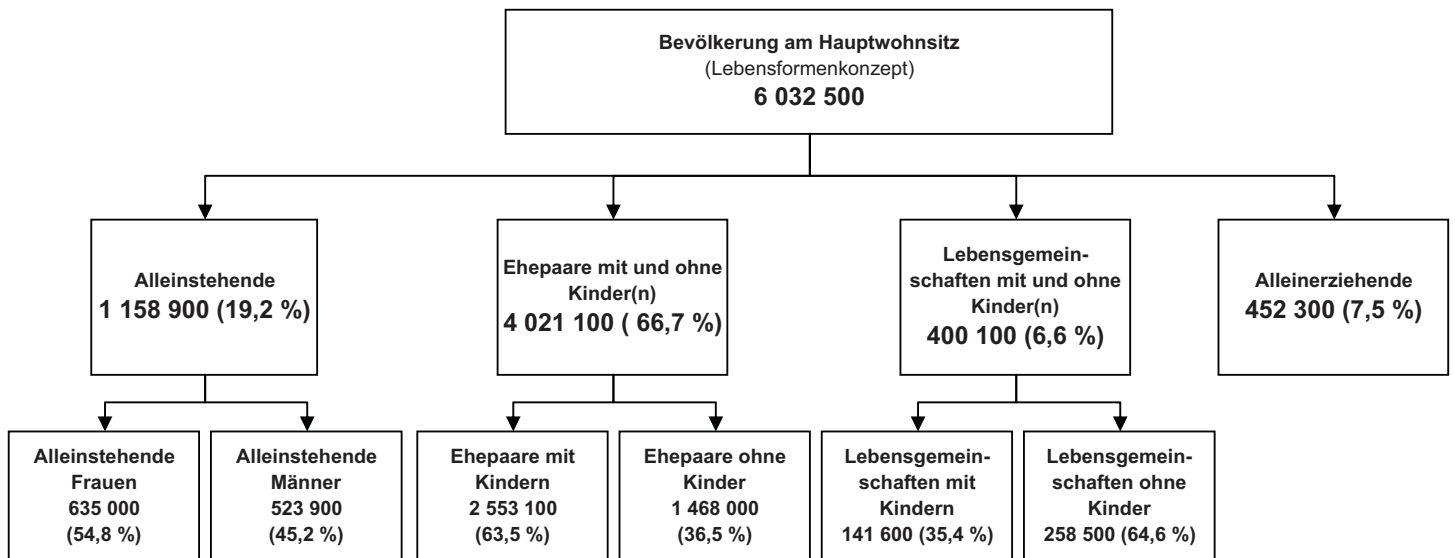 Bevölkerung am Hauptwohnsitz
(Lebensformenkonzept)
6 032 500
Alleinstehende
1 158 900 (19,2 %)
Ehepaare mit und ohne
Kinder(n)
4 021 100 ( 66,7 %)
Lebensgemein-
schaften mit und ohne
Kinder(n)
400 100 (6,6 %)
Alleinerziehende
452 300 (7,5 %)
Alleinstehende
Frauen
635 000
(54,8 %)
Alleinstehende
Männer
523 900
(45,2 %)
Ehepaare mit
Kindern
2 553 100
(63,5 %)
Ehepaare ohne
Kinder
1 468 000
(36,5 %)
Lebensgemein-
schaften mit
Kindern
141 600 (35,4 %)
Lebensgemein-
schaften ohne
Kinder
258 500 (64,6 %)